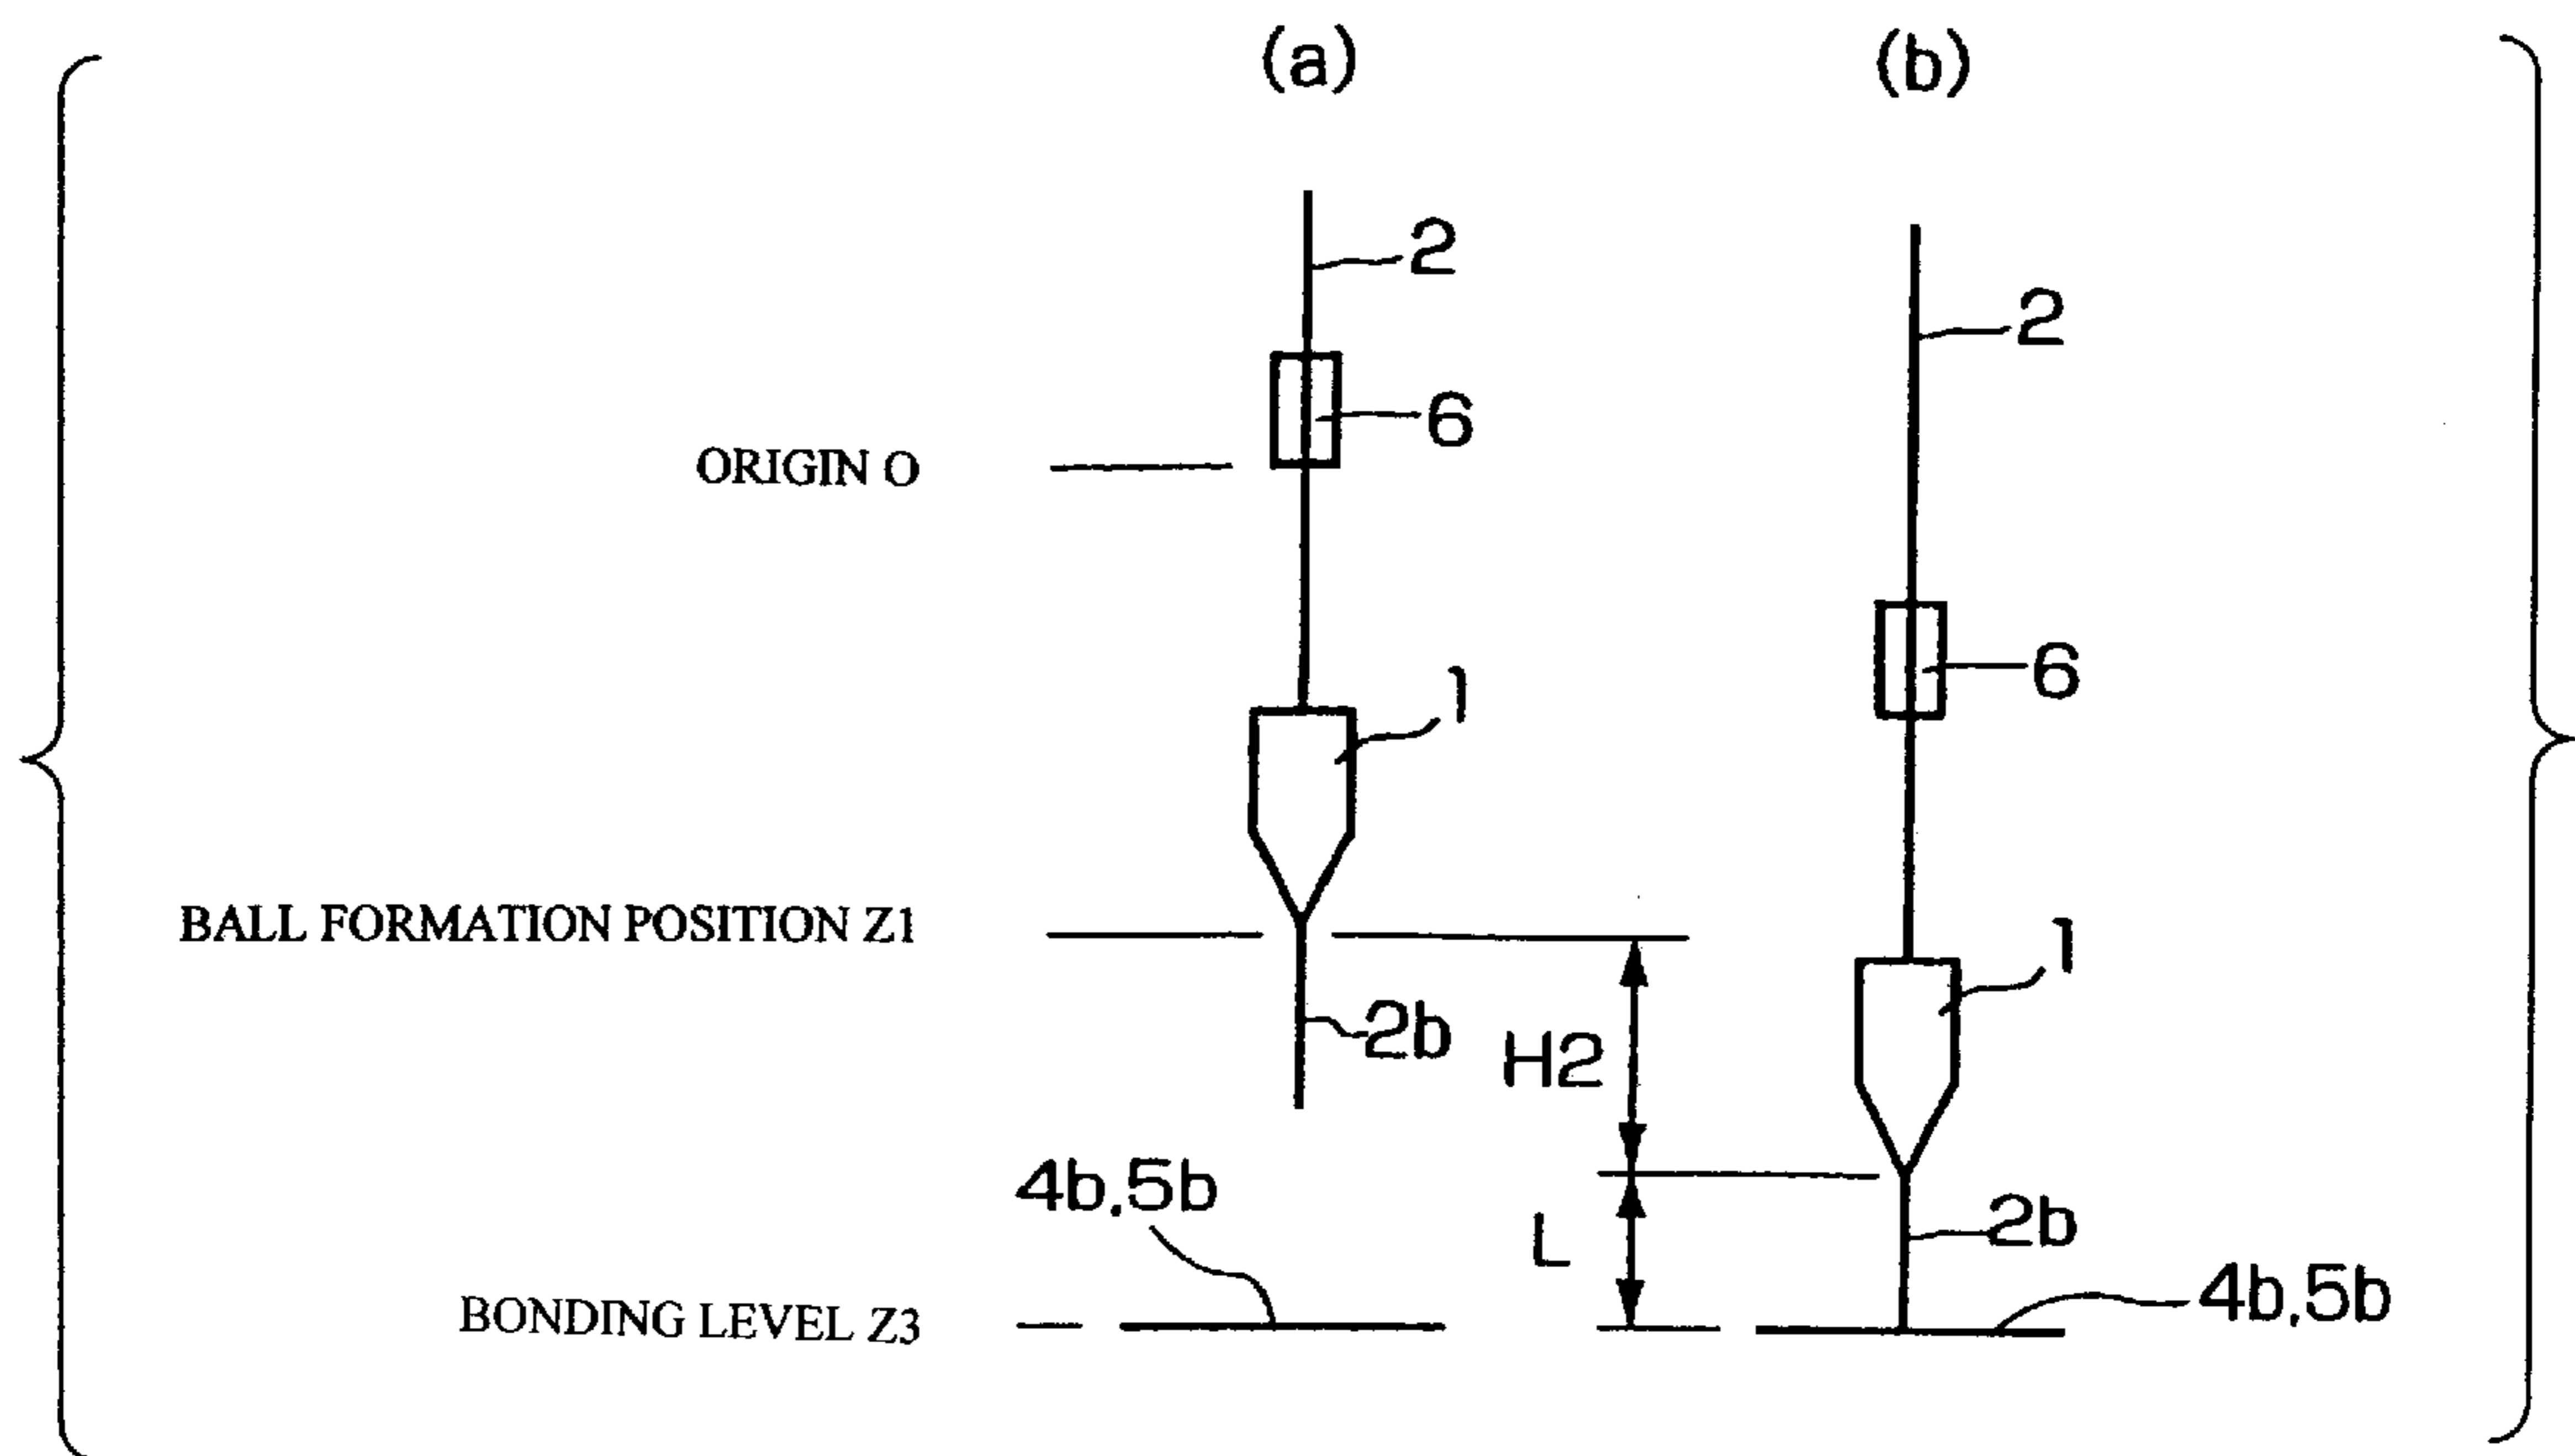 (a)
(b)
2
2
6
ORIGIN O
6
1
BALL FORMATION POSITION Z1
1
2b
H2
4b,5b
L
2b
4b,5b
BONDING LEVEL Z3